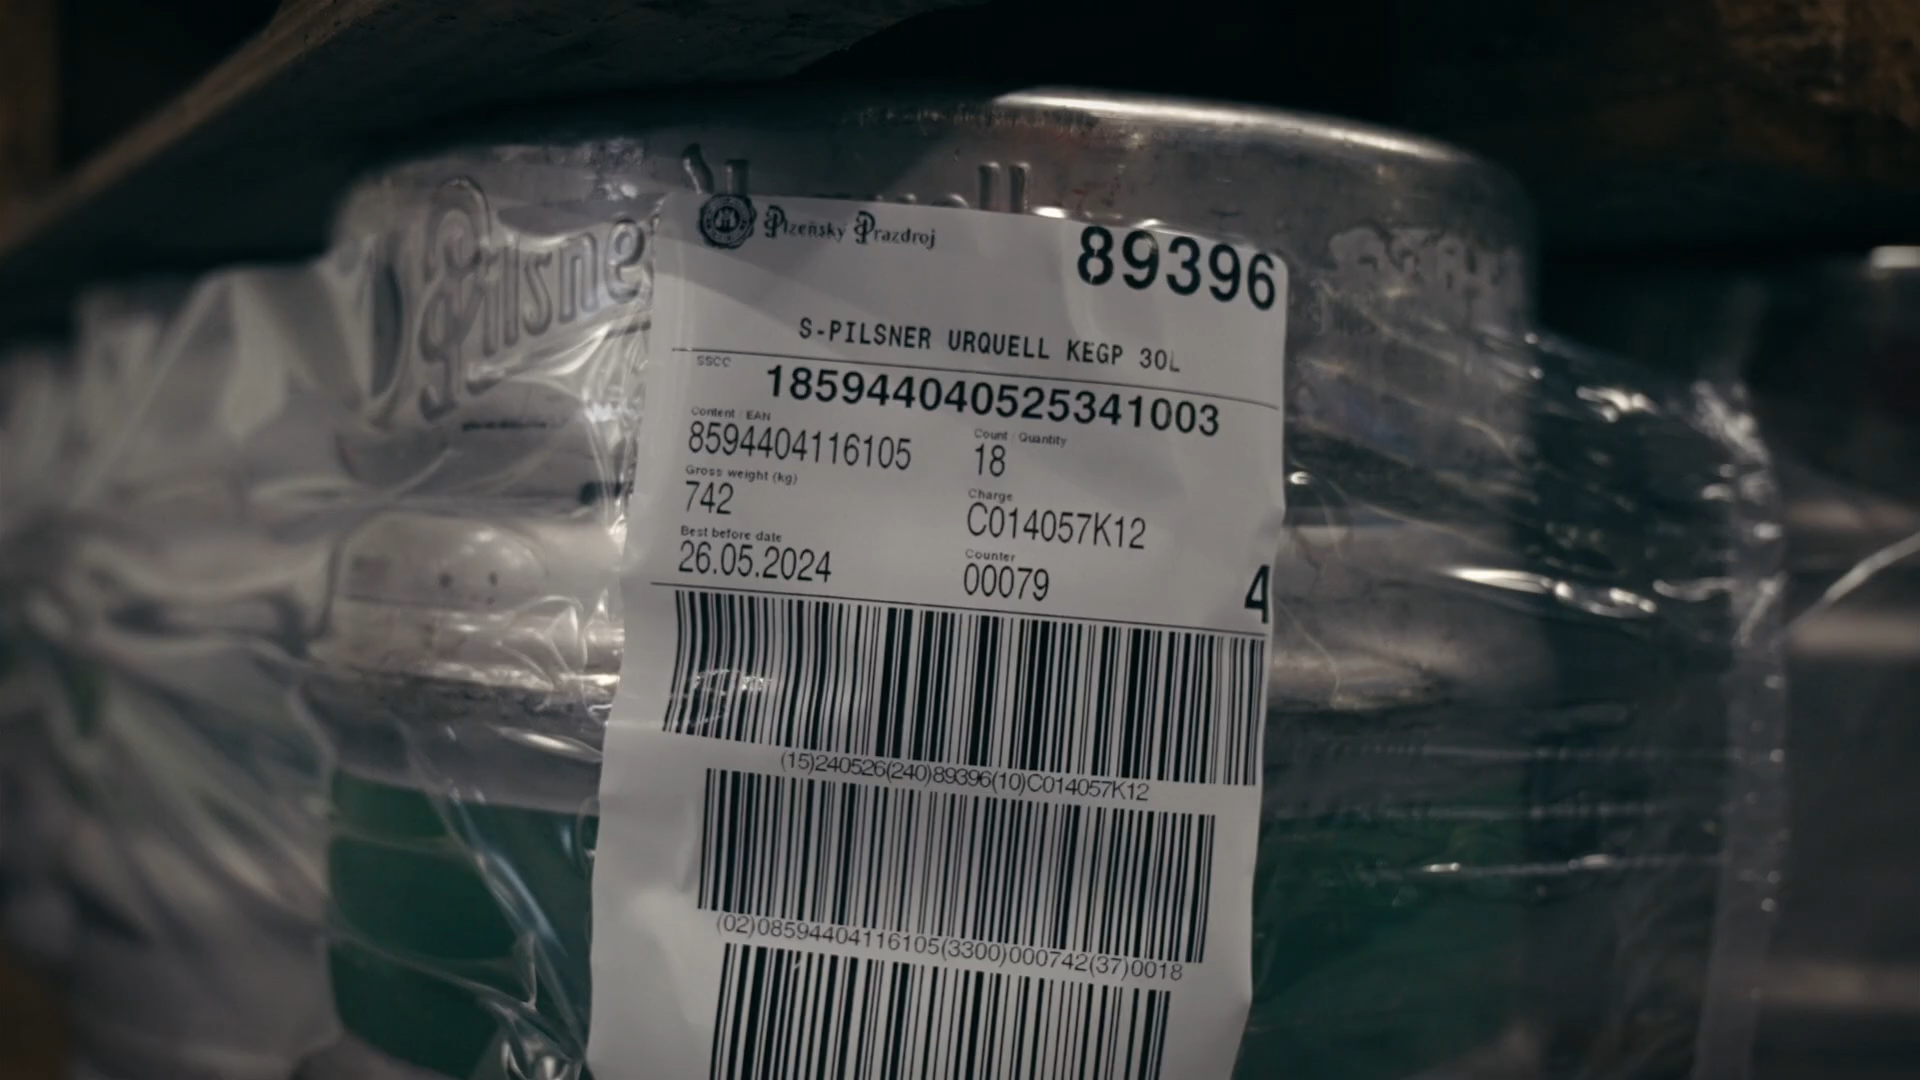 Pilsner
Plzeňský Prazdroj
89396
S-PILSNER URQUELL KEGP 30L
SSCC
185944040525341003
Content / EAN
8594404116105
Count / Quantity
18
Gross weight (kg)
742
Charge
C014057K12
Best before date
26.05.2024
Counter
00079
4
(15)240526(240)89396(10)C014057K12
(02)08594404116105(3300)000742(37)0018